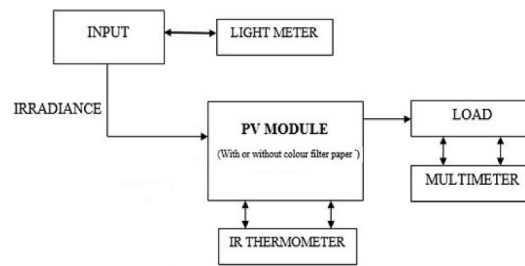 INPUT
LIGHT METER
IRRADIANCE
PV MODULE
(With or without colour filter paper`)
LOAD
MULTIMETER
IR THERMOMETER